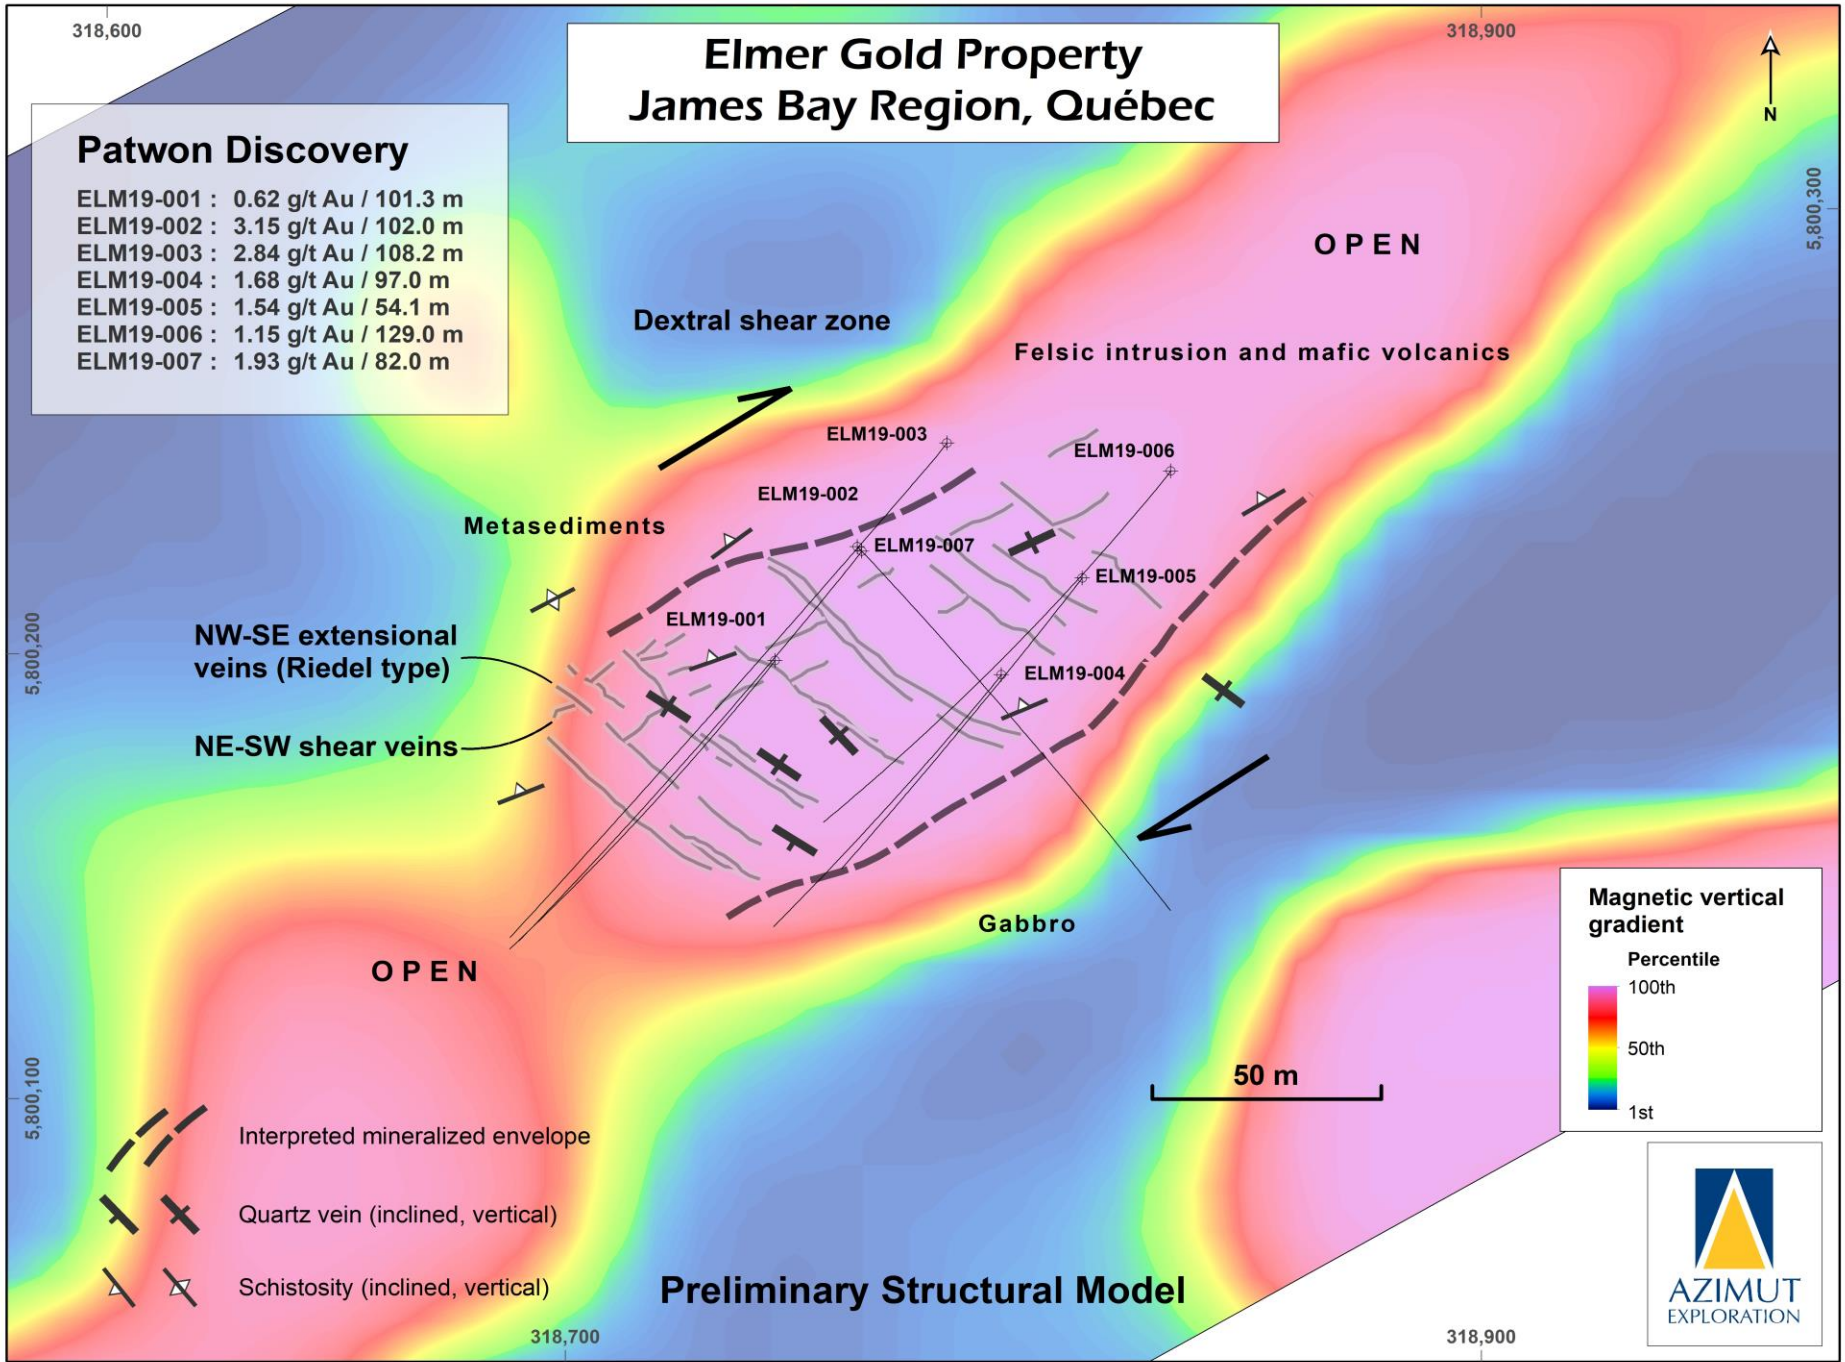 318,600
318,900
Elmer Gold Property
James Bay Region, Québec
N
Patwon Discovery
ELM19-001 : 0.62 g/t Au / 101.3 m
ELM19-002 : 3.15 g/t Au / 102.0 m
ELM19-003 : 2.84 g/t Au / 108.2 m
ELM19-004 : 1.68 g/t Au / 97.0 m
ELM19-005 : 1.54 g/t Au / 54.1 m
ELM19-006 : 1.15 g/t Au / 129.0 m
ELM19-007 : 1.93 g/t Au / 82.0 m
5,800,300
OPEN
Dextral shear zone
Felsic intrusion and mafic volcanics
ELM19-003
ELM19-006
ELM19-002
Metasediments
ELM19-007
ELM19-005
ELM19-001
NW-SE extensional
veins (Riedel type)
5,800,200
ELM19-004
NE-SW shear veins
Gabbro
OPEN
Magnetic vertical
gradient
Percentile
100th
50th
1st
50 m
5,800,100
Interpreted mineralized envelope
Quartz vein (inclined, vertical)
Schistosity (inclined, vertical)
Preliminary Structural Model
AZIMUT
EXPLORATION
318,700
318,900